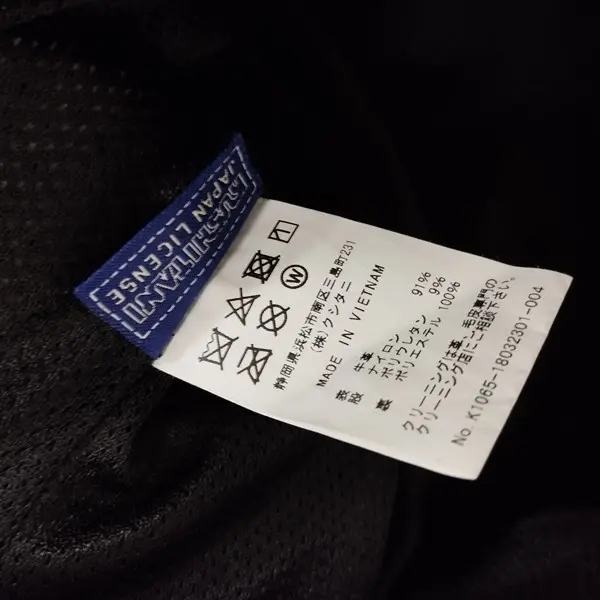 JAPAN LICENSE
W
静岡県浜松市南区三島町231
(株)クシタニ
MADE IN VIETNAM
表 牛革
股 ナイロン 91%
ポリウレタン 9%
裏 ポリエステル 100%
クリーニングは革、毛皮専門の
クリーニング店にご相談下さい。
No. K1065-18032301-004